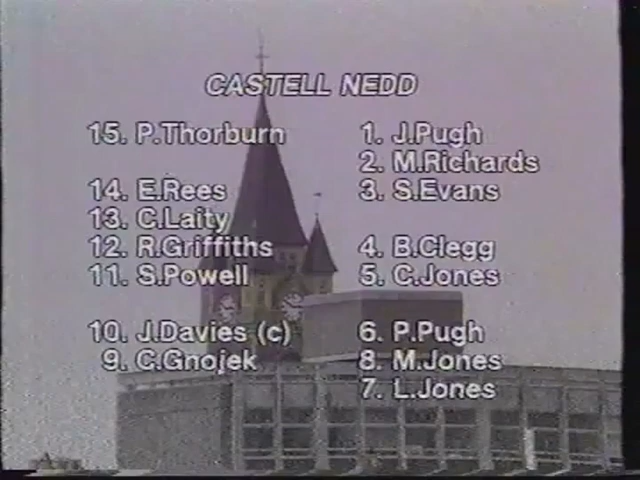 CASTELL NEDD
15. P.Thorburn
14. E.Rees
13. C.Laity
12. R.Griffiths
11. S.Powell
10. J.Davies (c)
9. C.Gnojek
1. J.Pugh
2. M.Richards
3. S.Evans
4. B.Clegg
5. C.Jones
6. P.Pugh
8. M.Jones
7. L.Jones